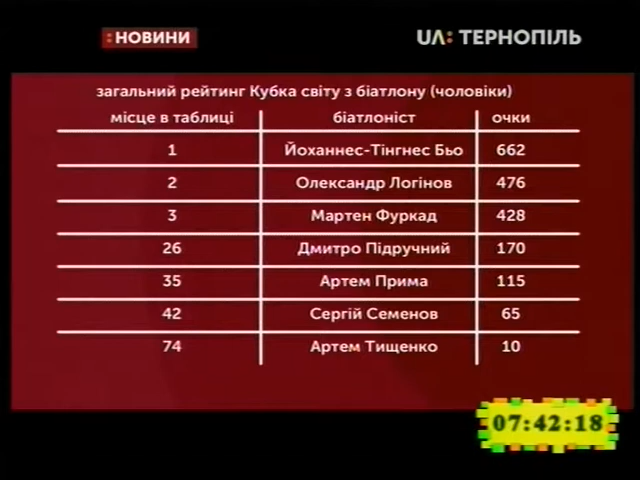 :НОВИНИ
UA: ТЕРНОПІЛЬ
загальний рейтинг Кубка світу з біатлону (чоловіки)
місце в таблиці біатлоніст очки
1 Йоханнес-Тінгнес Бьо 662
2 Олександр Логінов 476
3 Мартен Фуркад 428
26 Дмитро Підручний 170
35 Артем Прима 115
42 Сергій Семенов 65
74 Артем Тищенко 10
07:42:18